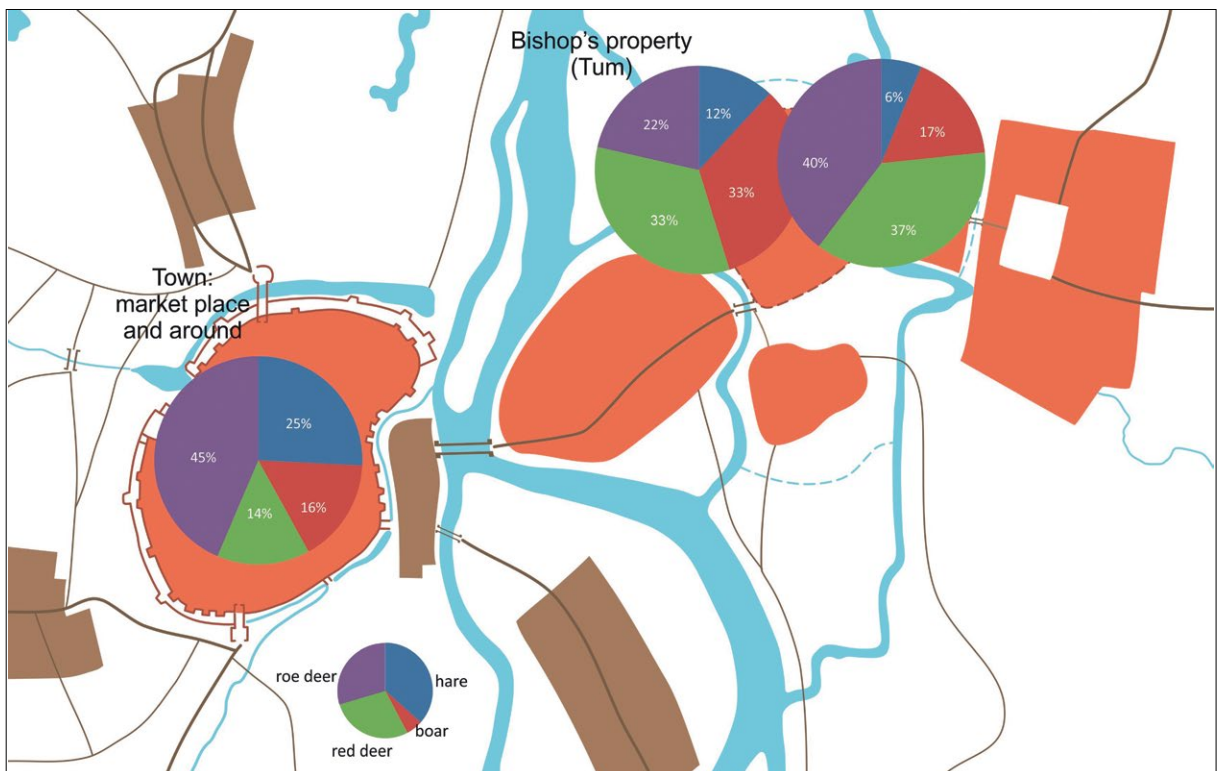 Bishop's property
(Tum)
12%
33%
33%
22%
6%
17%
37%
40%
Town:
market place
and around
25%
16%
14%
45%
roe deer
hare
boar
red deer